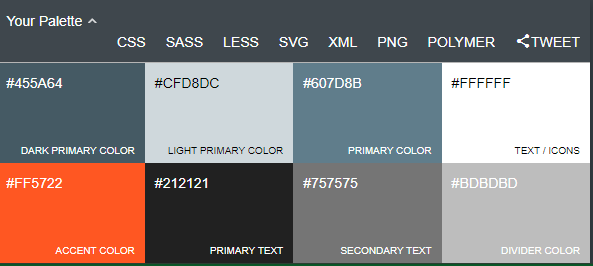 Your Palette
CSS SASS LESS SVG XML PNG POLYMER TWEET
#455A64 #CFD8DC #607D8B #FFFFFF
DARK PRIMARY COLOR LIGHT PRIMARY COLOR PRIMARY COLOR TEXT / ICONS
#FF5722 #212121 #757575 #BDBDBD
ACCENT COLOR PRIMARY TEXT SECONDARY TEXT DIVIDER COLOR